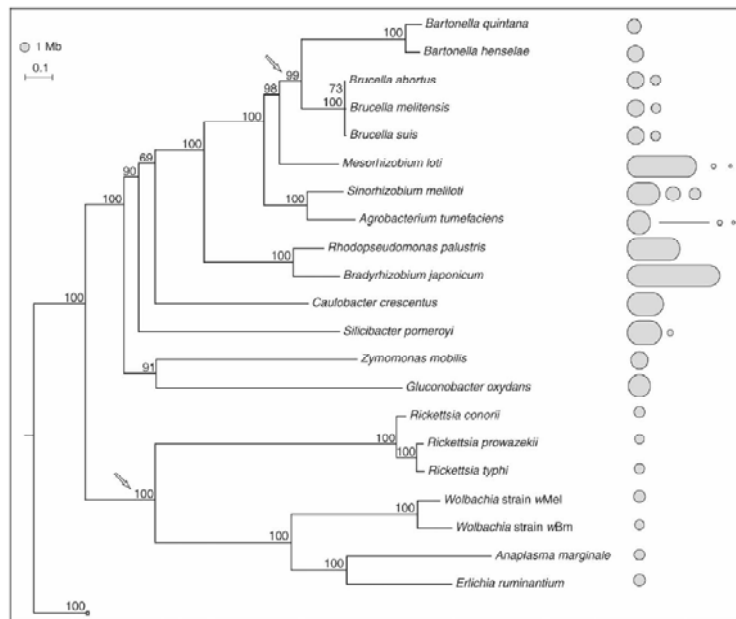 1 Mb
0.1
Bartonella quintana
100
Bartonella henselae
99
Brucella abortus
73
98
100
Brucella melitensis
Brucella suis
100
69
Mesorhizobium loti
90
100
Sinorhizobium meliloti
100
Agrobacterium tumefaciens
100
Rhodopseudomonas palustris
100
Bradyrhizobium japonicum
100
Caulobacter crescentus
Silicibacter pomeroyi
Zymomonas mobilis
91
Gluconobacter oxydans
Rickettsia conorii
100
100
Rickettsia prowazekii
Rickettsia typhi
100
Wolbachia strain wMel
100
Wolbachia strain wBm
100
Anaplasma marginale
100
Erlichia ruminantium
100